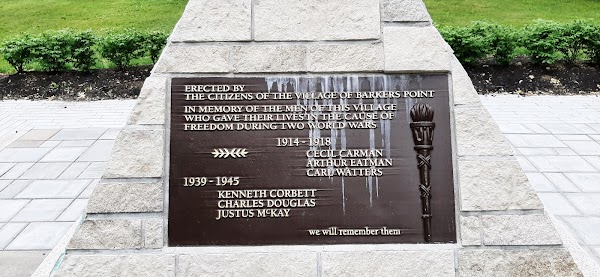 ERECTED BY
THE CITIZENS OF THE VILLAGE OF BARKERS POINT
IN MEMORY OF THE MEN OF THIS VILLAGE
WHO GAVE THEIR LIVES IN THE CAUSE OF
FREEDOM DURING TWO WORLD WARS
1914 - 1918
CECIL CARMAN
ARTHUR EATMAN
CARL WATTERS
1939 - 1945
KENNETH CORBETT
CHARLES DOUGLAS
JUSTUS McKAY
we will remember them